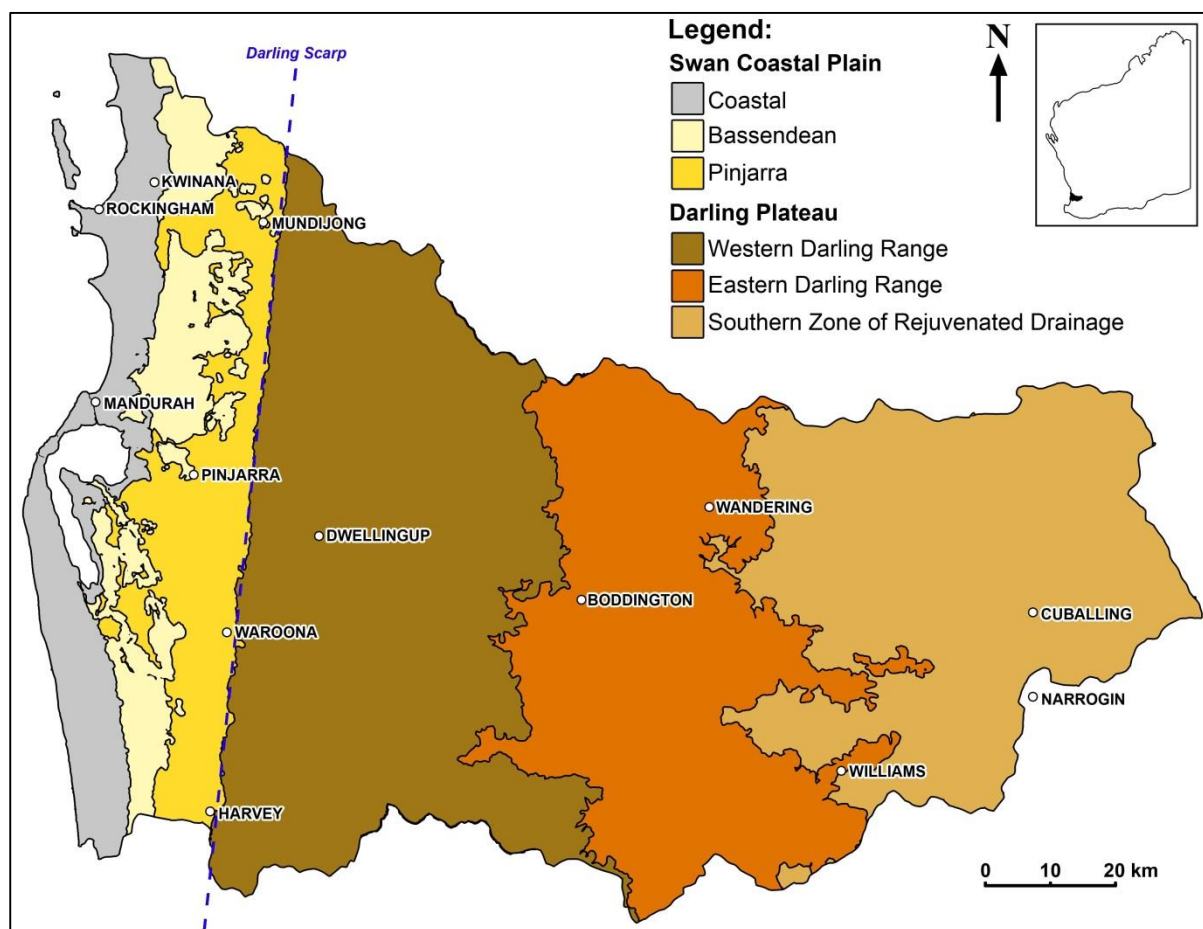 Darling Scarp
Legend:
Swan Coastal Plain
Coastal
Bassendean
Pinjarra
Darling Plateau
Western Darling Range
Eastern Darling Range
Southern Zone of Rejuvenated Drainage
N
KWINANA
ROCKINGHAM
MUNDIJONG
MANDURAH
PINJARRA
WANDERING
DWELLINGUP
BODDINGTON
CUBALLING
WAROONA
NARROGIN
WILLIAMS
HARVEY
0 10 20 km